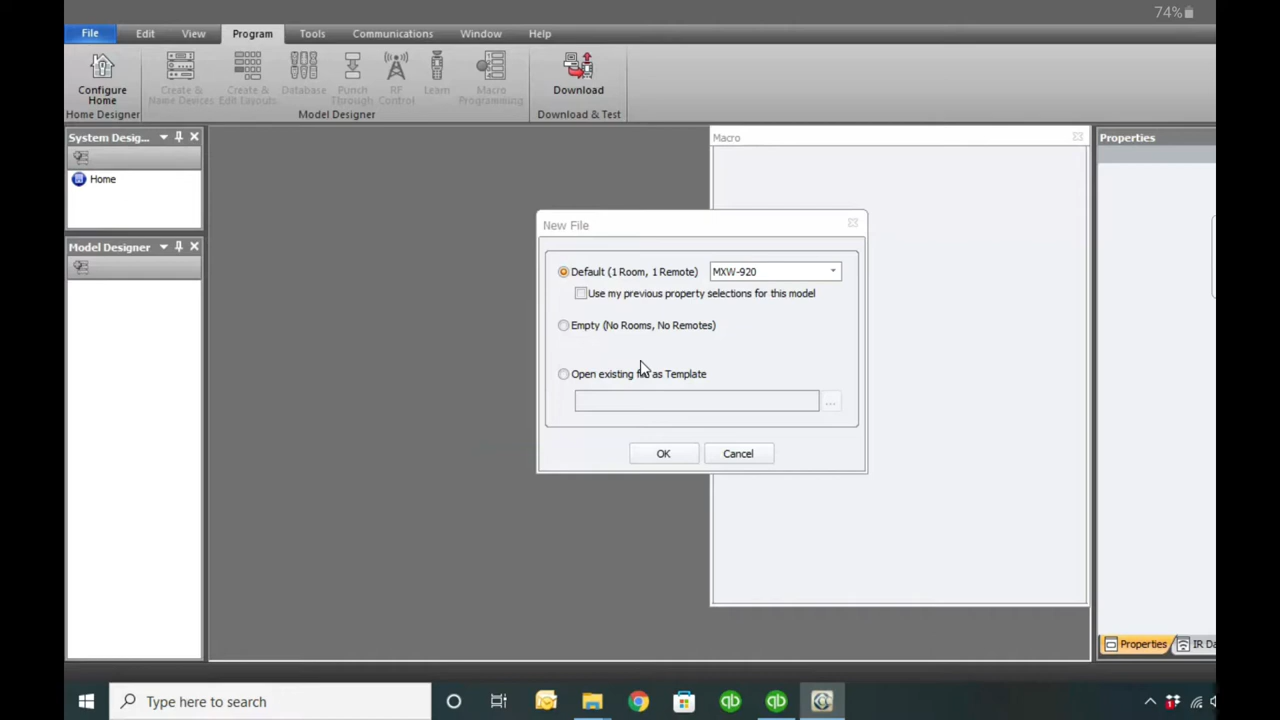 74%
File Edit View Program Tools Communications Window Help
Configure Home
Create & Name Devices
Create & Edit Layouts
Database
Punch Through
RF Control
Learn
Macro Programming
Download
Home Designer
Model Designer
Download & Test
System Desig...
Home
Model Designer
Macro
Properties
New File
Default (1 Room, 1 Remote) MXW-920
Use my previous property selections for this model
Empty (No Rooms, No Remotes)
Open existing as Template
...
OK Cancel
Properties IR Da
Type here to search
qb qb